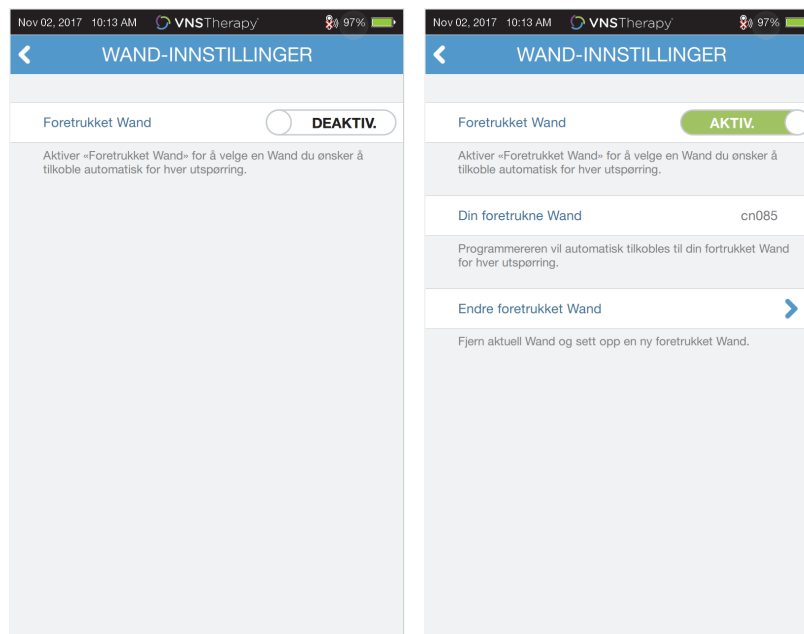 Nov 02, 2017 10:13 AM VNSTherapy 97%
WAND-INNSTILLINGER
Foretrukket Wand DEAKTIV.
Aktiver «Foretrukket Wand» for å velge en Wand du ønsker å
tilkoble automatisk for hver utspørring.
Nov 02, 2017 10:13 AM VNSTherapy 97%
WAND-INNSTILLINGER
Foretrukket Wand AKTIV.
Aktiver «Foretrukket Wand» for å velge en Wand du ønsker å
tilkoble automatisk for hver utspørring.
Din foretrukne Wand cn085
Programmereren vil automatisk tilkobles til din fortrukket Wand
for hver utspørring.
Endre foretrukket Wand
Fjern aktuell Wand og sett opp en ny foretrukket Wand.